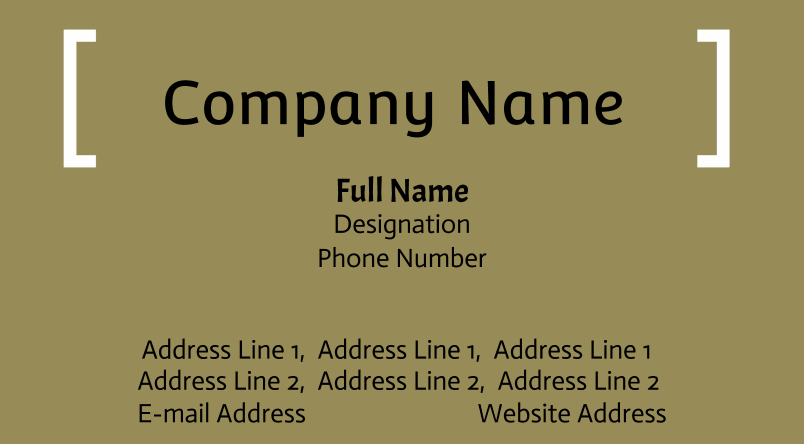 [ Company Name ]
Full Name
Designation
Phone Number
Address Line 1, Address Line 1, Address Line 1
Address Line 2, Address Line 2, Address Line 2
E-mail Address Website Address